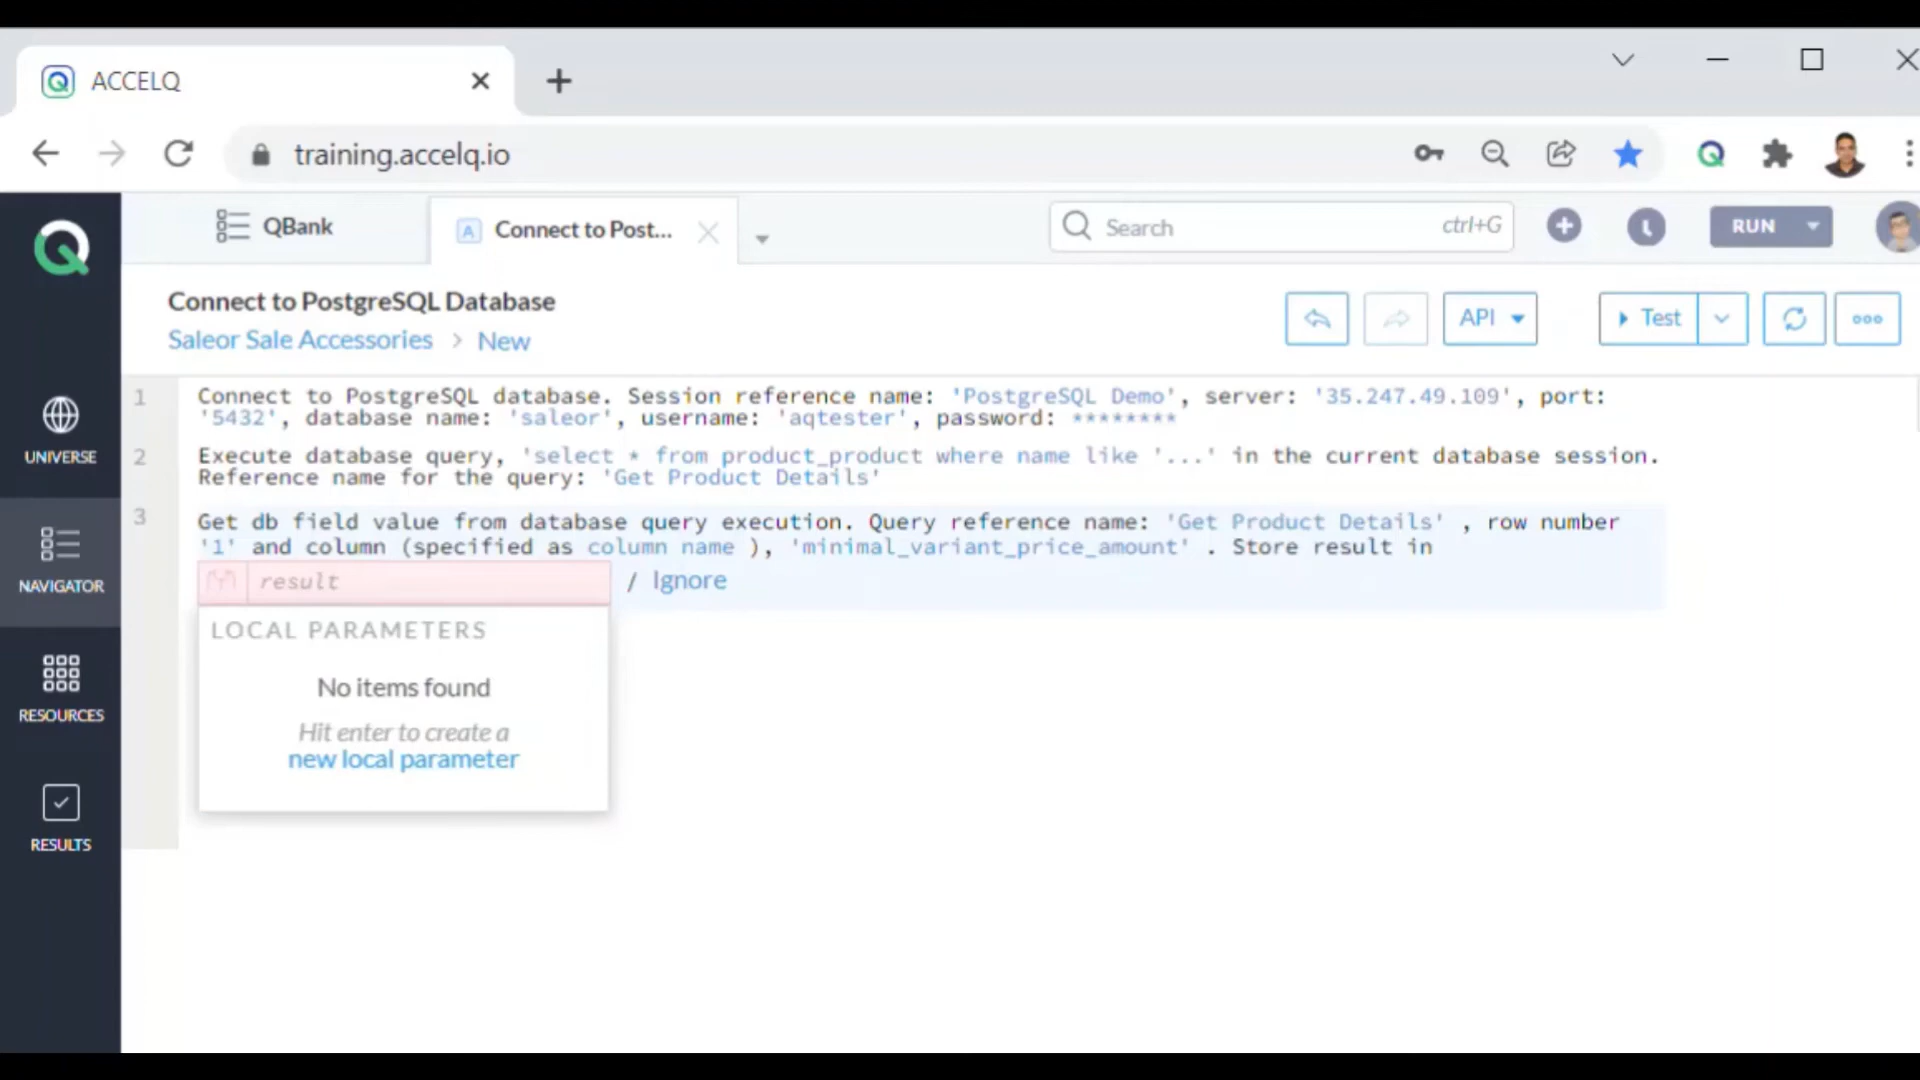 ACCELQ
training.accelq.io
QBank
A Connect to Post...
Search ctrl+G
RUN
Connect to PostgreSQL Database
Saleor Sale Accessories > New
API
Test
UNIVERSE
NAVIGATOR
RESOURCES
RESULTS
1 Connect to PostgreSQL database. Session reference name: 'PostgreSQL Demo', server: '35.247.49.109', port:
'5432', database name: 'saleor', username: 'aqtester', password: ********
2 Execute database query, 'select * from product_product where name like '...' in the current database session.
Reference name for the query: 'Get Product Details'
3 Get db field value from database query execution. Query reference name: 'Get Product Details' , row number
'1' and column (specified as column name ), 'minimal_variant_price_amount' . Store result in
result / Ignore
LOCAL PARAMETERS
No items found
Hit enter to create a
new local parameter